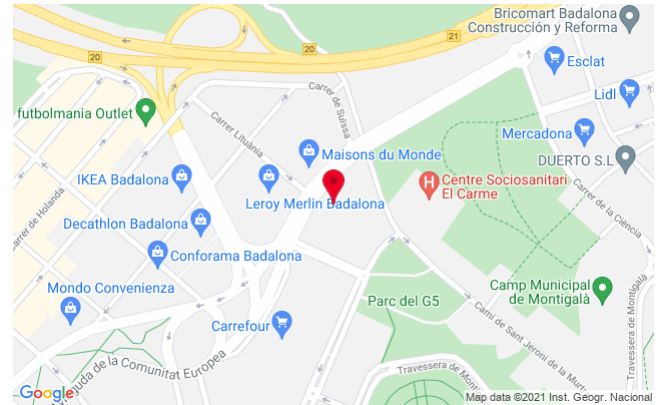 Bricomart Badalona
Construcción y Reforma
20
20
21
Esclat
Lidl
futbolmania Outlet
Carrer de Suïssa
Carrer Lituània
Maisons du Monde
Mercadona
DUERTO S.L
IKEA Badalona
Centre Sociosanitari
El Carme
Leroy Merlin Badalona
Carrer de Holanda
Decathlon Badalona
Carrer de la Ciència
Conforama Badalona
Mondo Convenienza
Camp Municipal
de Montigalà
Parc del G5
Carrefour
Camí de Sant Jeroni de la Murtra
Travessera de Montigalà
uda de la Comunitat Europea
Travessera de Mont
Google
Map data ©2021 Inst. Geogr. Nacional